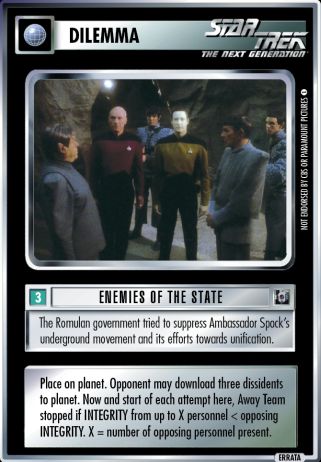 DILEMMA
STAR TREK
THE NEXT GENERATION
NOT ENDORSED BY CBS OR PARAMOUNT PICTURES
3
ENEMIES OF THE STATE
The Romulan government tried to suppress Ambassador Spock's
underground movement and its efforts towards unification.
Place on planet. Opponent may download three dissidents
to planet. Now and start of each attempt here, Away Team
stopped if INTEGRITY from up to X personnel < opposing
INTEGRITY. X = number of opposing personnel present.
ERRATA